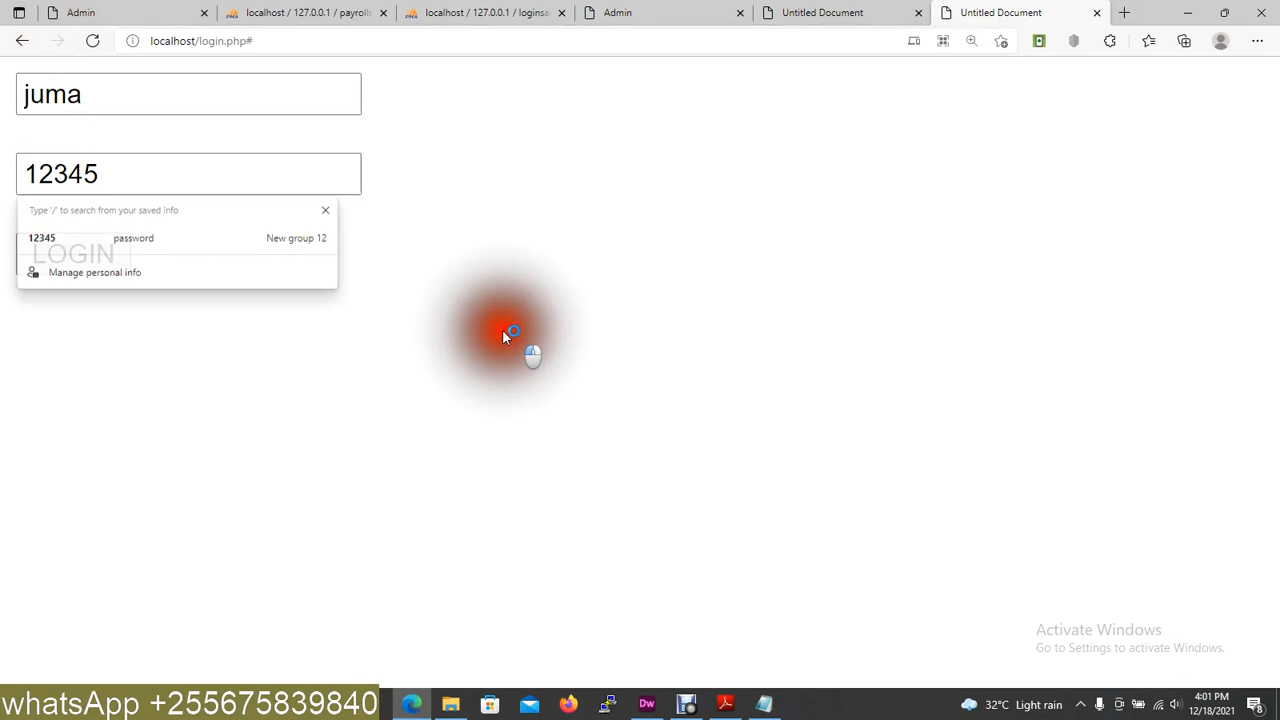 Admin
localhost / 127.0.0.1 / payrolls
localhost / 127.0.0.1 / loginsa
Admin
Untitled Document
Untitled Document
localhost/login.php#
juma
12345
Type '/' to search from your saved info
12345 password New group 12
LOGIN
Manage personal info
Activate Windows
Go to Settings to activate Windows.
whatsApp +255675839840
Dw
32°C Light rain
4:01 PM
12/18/2021
8